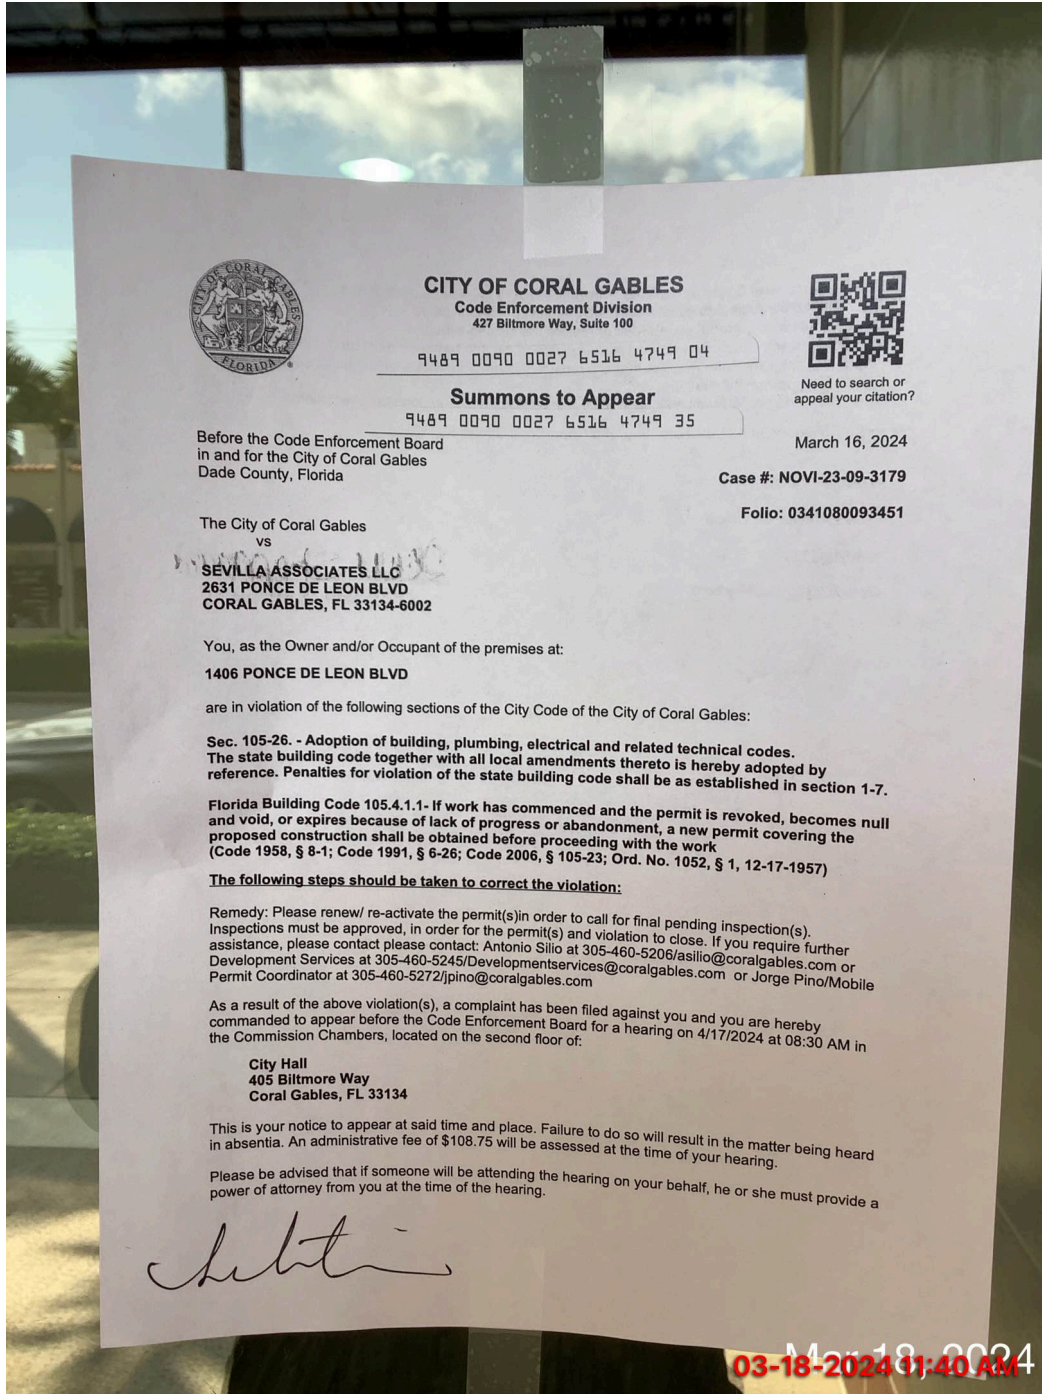 CITY OF CORAL GABLES
FLORIDA
CITY OF CORAL GABLES
Code Enforcement Division
427 Biltmore Way, Suite 100
9489 0090 0027 6516 4749 04
Need to search or
appeal your citation?
Summons to Appear
9489 0090 0027 6516 4749 35
Before the Code Enforcement Board
in and for the City of Coral Gables
Dade County, Florida
March 16, 2024
Case #: NOVI-23-09-3179
Folio: 0341080093451
The City of Coral Gables
vs
SEVILLA ASSOCIATES LLC
2631 PONCE DE LEON BLVD
CORAL GABLES, FL 33134-6002
You, as the Owner and/or Occupant of the premises at:
1406 PONCE DE LEON BLVD
are in violation of the following sections of the City Code of the City of Coral Gables:
Sec. 105-26. - Adoption of building, plumbing, electrical and related technical codes.
The state building code together with all local amendments thereto is hereby adopted by
reference. Penalties for violation of the state building code shall be as established in section 1-7.
Florida Building Code 105.4.1.1- If work has commenced and the permit is revoked, becomes null
and void, or expires because of lack of progress or abandonment, a new permit covering the
proposed construction shall be obtained before proceeding with the work
(Code 1958, § 8-1; Code 1991, § 6-26; Code 2006, § 105-23; Ord. No. 1052, § 1, 12-17-1957)
The following steps should be taken to correct the violation:
Remedy: Please renew/ re-activate the permit(s)in order to call for final pending inspection(s).
Inspections must be approved, in order for the permit(s) and violation to close. If you require further
assistance, please contact please contact: Antonio Silio at 305-460-5206/asilio@coralgables.com or
Development Services at 305-460-5245/Developmentservices@coralgables.com or Jorge Pino/Mobile
Permit Coordinator at 305-460-5272/jpino@coralgables.com
As a result of the above violation(s), a complaint has been filed against you and you are hereby
commanded to appear before the Code Enforcement Board for a hearing on 4/17/2024 at 08:30 AM in
the Commission Chambers, located on the second floor of:
City Hall
405 Biltmore Way
Coral Gables, FL 33134
This is your notice to appear at said time and place. Failure to do so will result in the matter being heard
in absentia. An administrative fee of $108.75 will be assessed at the time of your hearing.
Please be advised that if someone will be attending the hearing on your behalf, he or she must provide a
power of attorney from you at the time of the hearing.
Mar 18, 2024
03-18-2024 11:40 AM